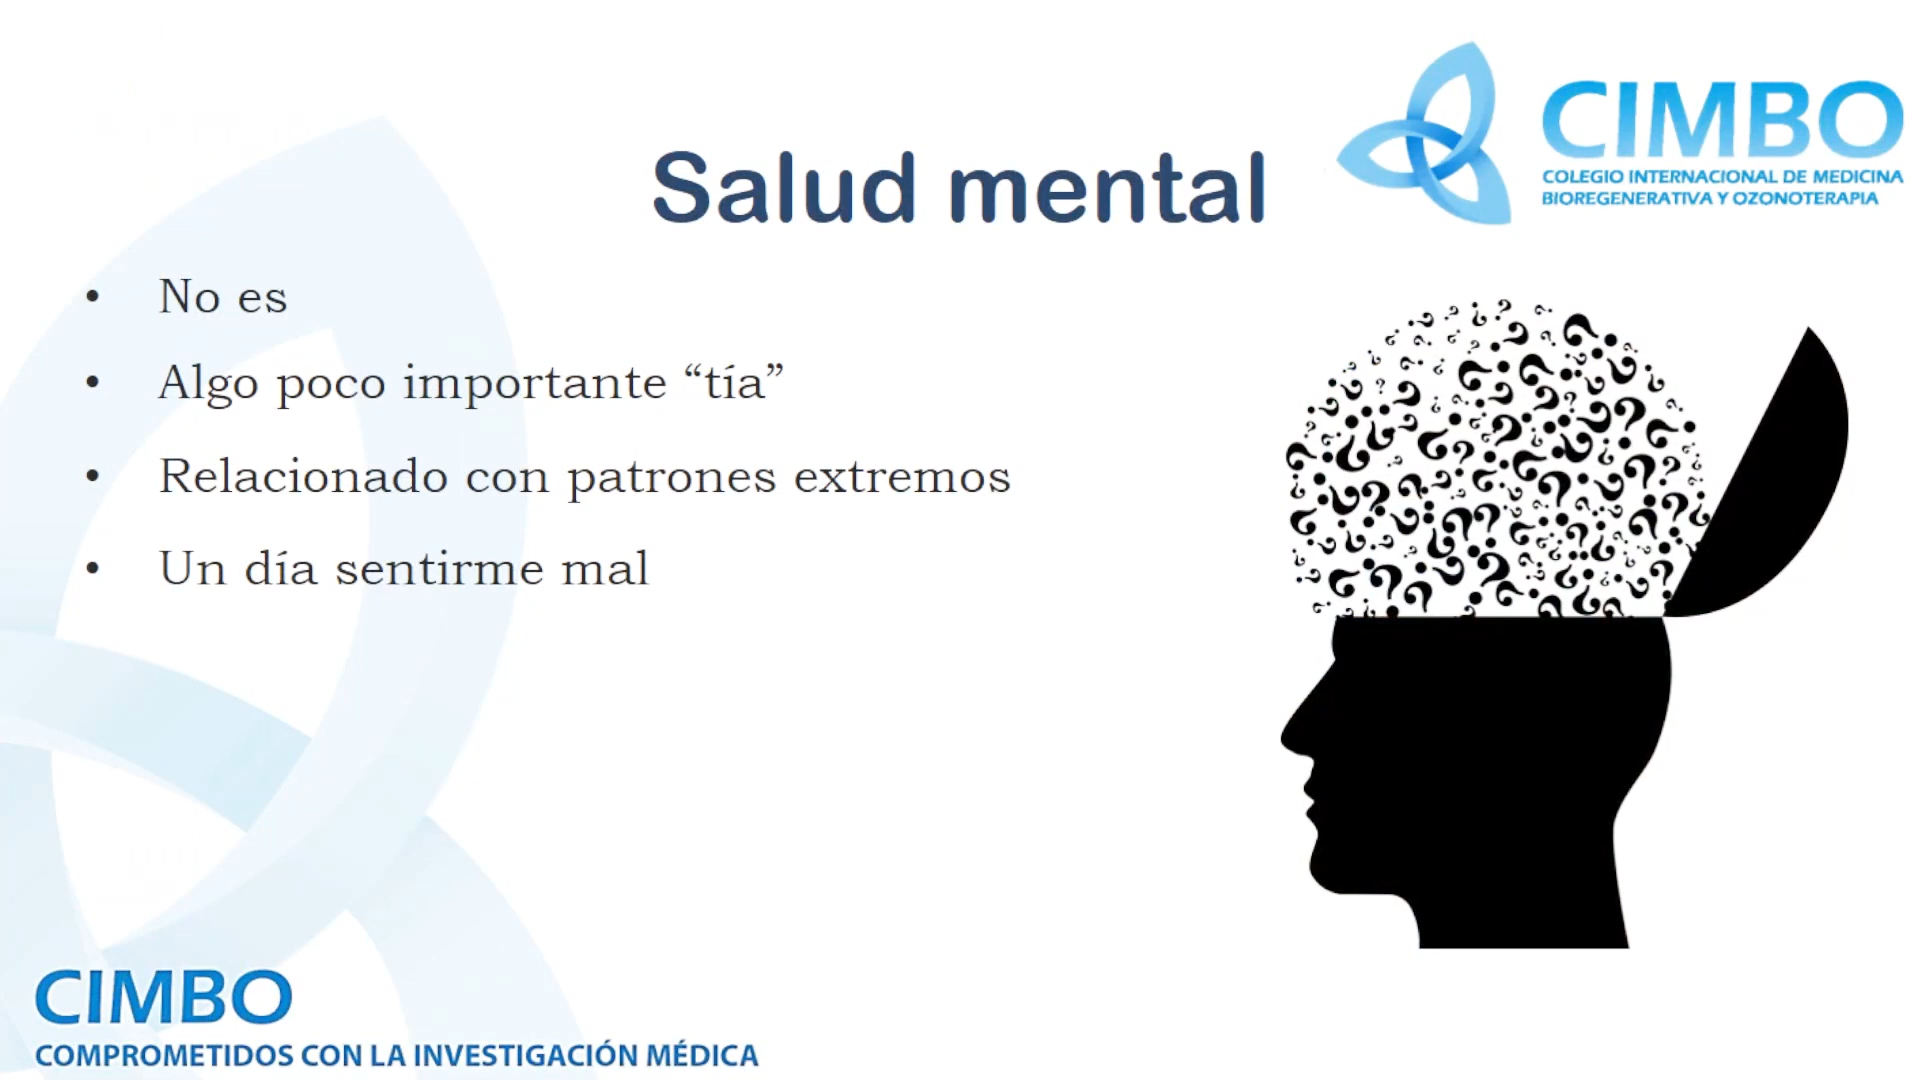 CIMBO
COLEGIO INTERNACIONAL DE MEDICINA
BIOREGENERATIVA Y OZONOTERAPIA
Salud mental
• No es
• Algo poco importante “tía”
• Relacionado con patrones extremos
• Un día sentirme mal
CIMBO
COMPROMETIDOS CON LA INVESTIGACIÓN MÉDICA